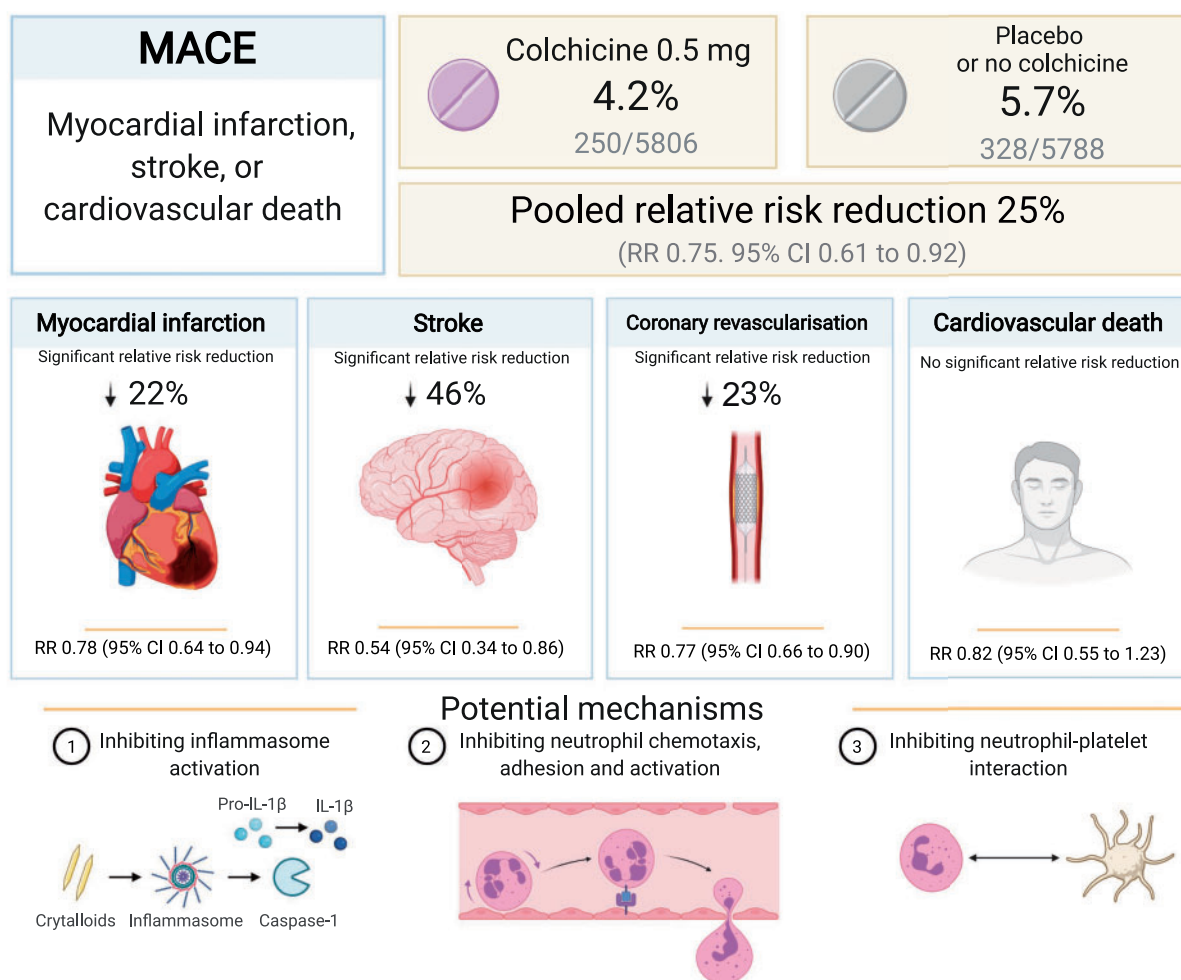 MACE
Myocardial infarction,
stroke, or
cardiovascular death
Colchicine 0.5 mg
4.2%
250/5806
Placebo
or no colchicine
5.7%
328/5788
Pooled relative risk reduction 25%
(RR 0.75. 95% CI 0.61 to 0.92)
Myocardial infarction
Significant relative risk reduction
22%
RR 0.78 (95% CI 0.64 to 0.94)
Stroke
Significant relative risk reduction
46%
RR 0.54 (95% CI 0.34 to 0.86)
Coronary revascularisation
Significant relative risk reduction
23%
RR 0.77 (95% CI 0.66 to 0.90)
Cardiovascular death
No significant relative risk reduction
RR 0.82 (95% CI 0.55 to 1.23)
Potential mechanisms
1 Inhibiting inflammasome
activation
Pro-IL-1β
IL-1β
Crytalloids
Inflammasome
Caspase-1
2 Inhibiting neutrophil chemotaxis,
adhesion and activation
3 Inhibiting neutrophil-platelet
interaction